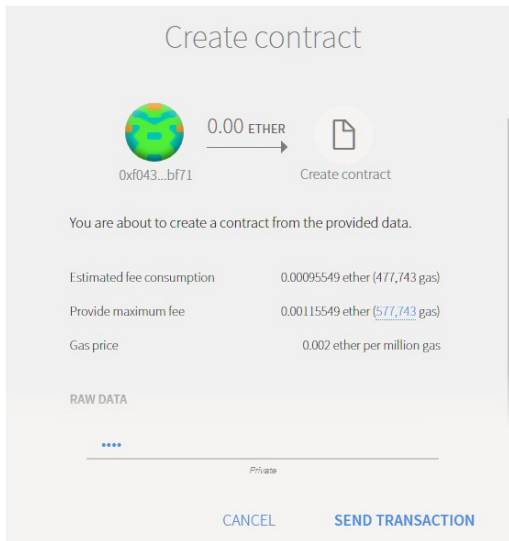 Create contract
0.00 ETHER
0xf043...bf71
Create contract
You are about to create a contract from the provided data.
Estimated fee consumption 0.00095549 ether (477,743 gas)
Provide maximum fee 0.00115549 ether (577,743 gas)
Gas price 0.002 ether per million gas
RAW DATA
••••
Private
CANCEL SEND TRANSACTION